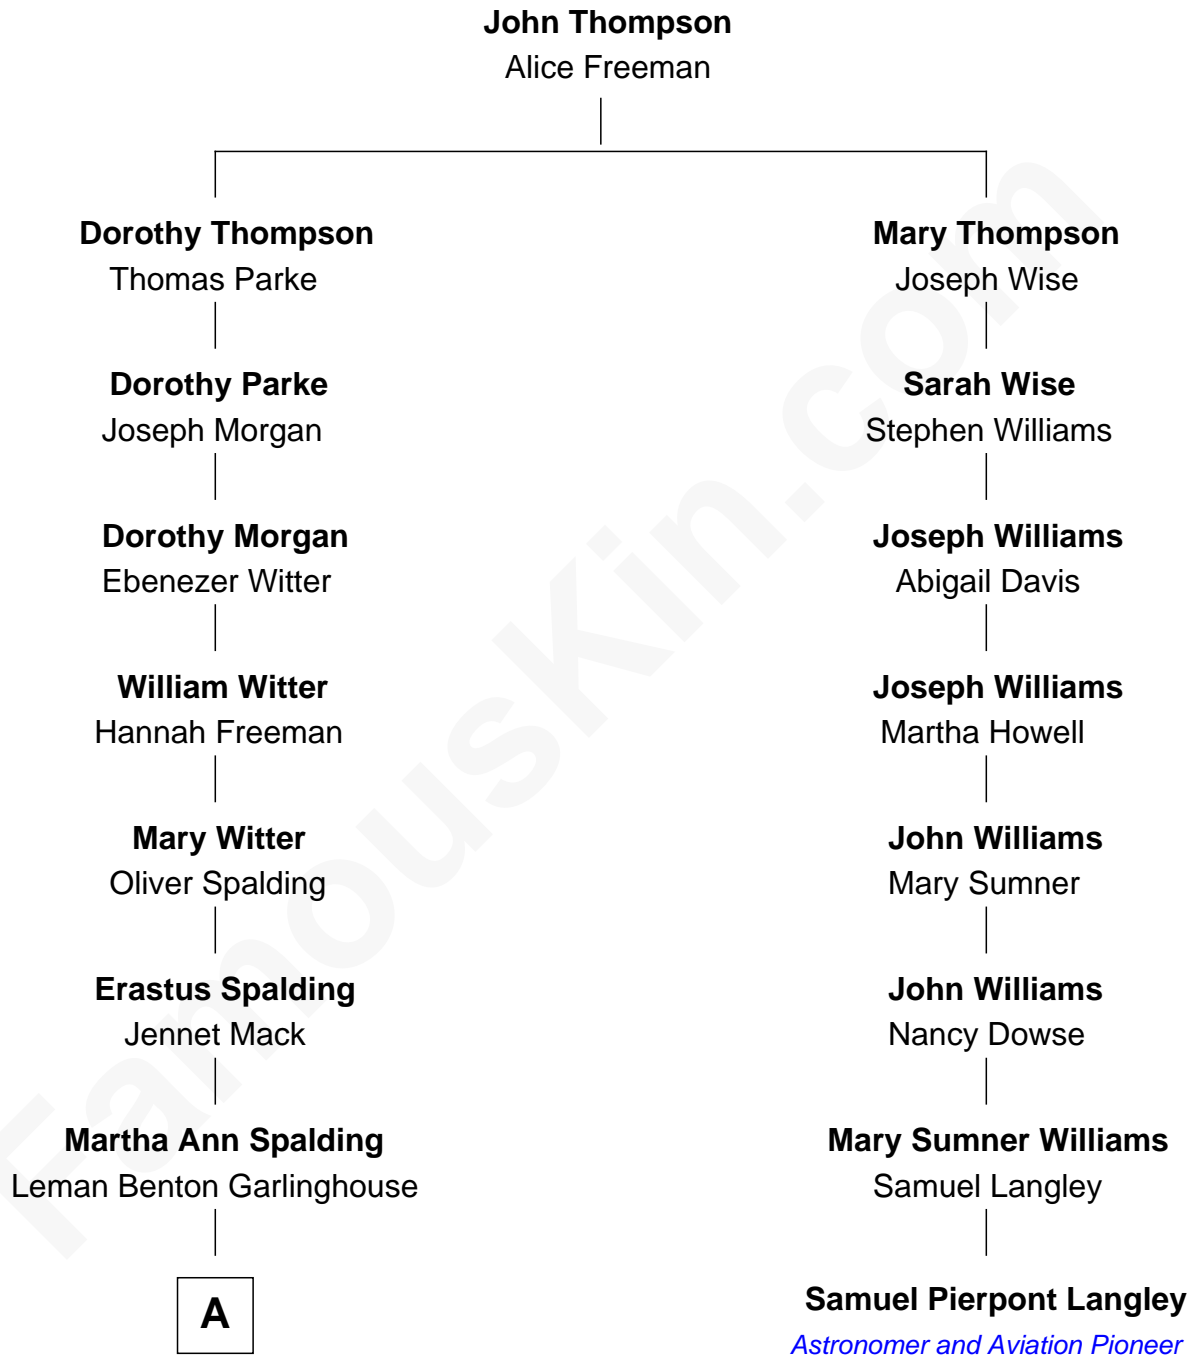 John Thompson
Alice Freeman
Dorothy Thompson
Thomas Parke
Mary Thompson
Joseph Wise
Dorothy Parke
Joseph Morgan
Sarah Wise
Stephen Williams
Dorothy Morgan
Ebenezer Witter
Joseph Williams
Abigail Davis
William Witter
Hannah Freeman
Joseph Williams
Martha Howell
Mary Witter
Oliver Spalding
John Williams
Mary Sumner
Erastus Spalding
Jennet Mack
John Williams
Nancy Dowse
Martha Ann Spalding
Leman Benton Garlinghouse
Mary Sumner Williams
Samuel Langley
A
Samuel Pierpont Langley
Astronomer and Aviation Pioneer
FamousKin.com